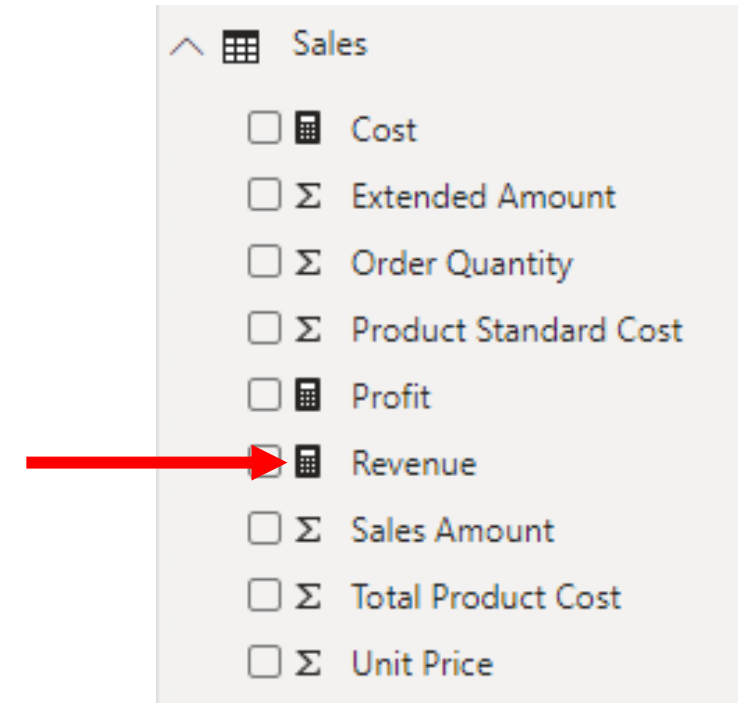 Sales
Cost
Σ Extended Amount
Σ Order Quantity
Σ Product Standard Cost
Profit
Revenue
Σ Sales Amount
Σ Total Product Cost
Σ Unit Price